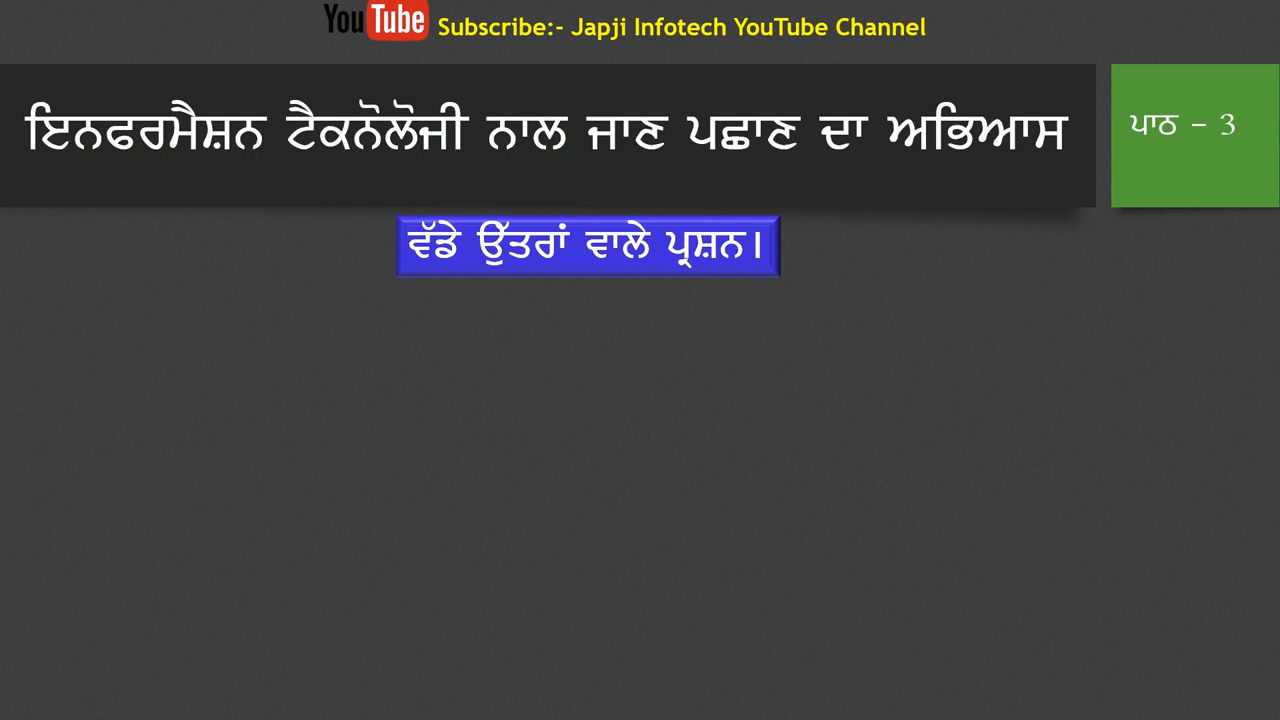 YouTube Subscribe:- Japji Infotech YouTube Channel
ਇਨਫਰਮੈਸ਼ਨ ਟੈਕਨੋਲੋਜੀ ਨਾਲ ਜਾਣ ਪਛਾਣ ਦਾ ਅਭਿਆਸ
ਪਾਠ – 3
ਵੱਡੇ ਉੱਤਰਾਂ ਵਾਲੇ ਪ੍ਰਸ਼ਨ।